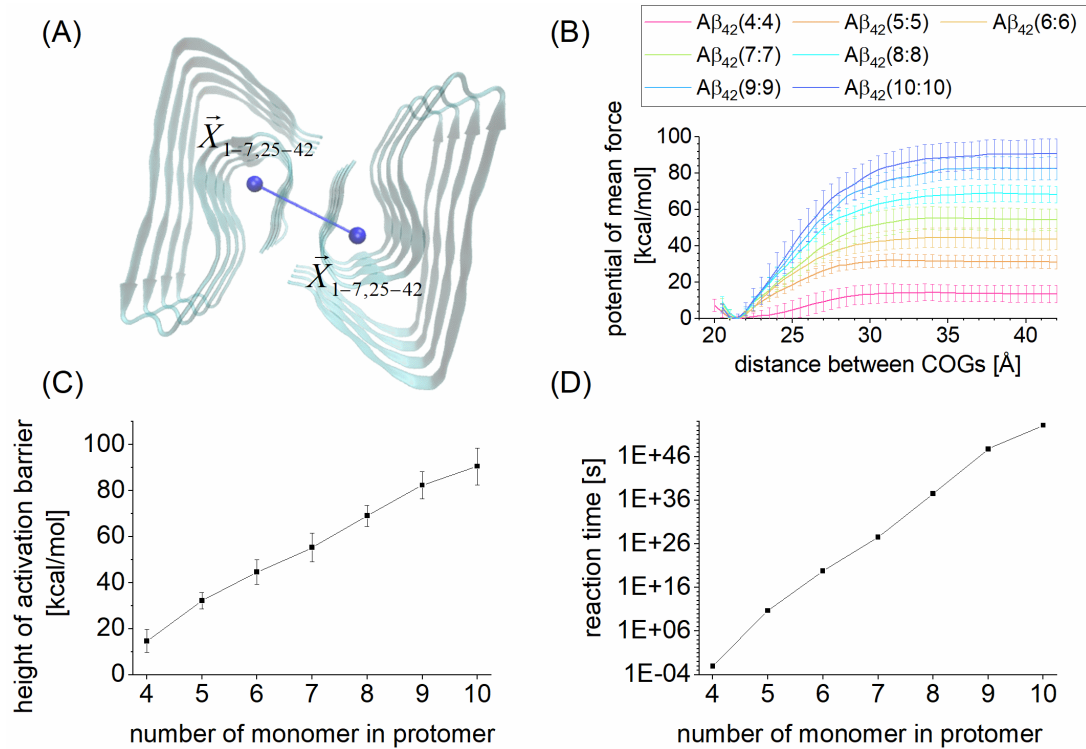 (A)
X⃗1–7,25–42
X⃗1–7,25–42
(B)
Aβ42(4:4) Aβ42(5:5) Aβ42(6:6)
Aβ42(7:7) Aβ42(8:8)
Aβ42(9:9) Aβ42(10:10)
potential of mean force
[kcal/mol]
100
80
60
40
20
0
20 25 30 35 40
distance between COGs [Å]
(C)
height of activation barrier
[kcal/mol]
100
80
60
40
20
0
4 5 6 7 8 9 10
number of monomer in protomer
(D)
reaction time [s]
1E+46
1E+36
1E+26
1E+16
1E+06
1E-04
4 5 6 7 8 9 10
number of monomer in protomer